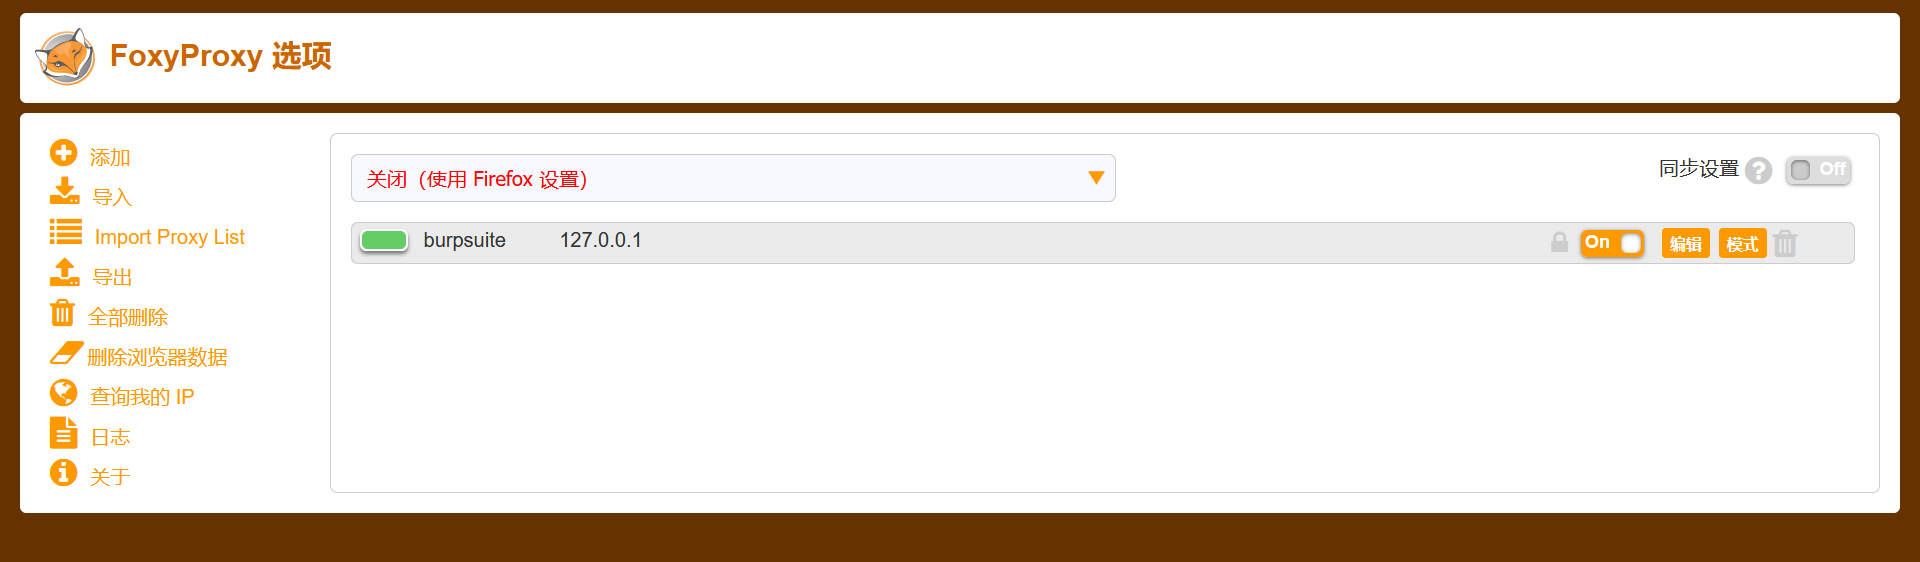 FoxyProxy 选项
添加
导入
Import Proxy List
导出
全部删除
删除浏览器数据
查询我的 IP
日志
关于
关闭（使用 Firefox 设置）
同步设置 ? Off
burpsuite 127.0.0.1 On 编辑 模式